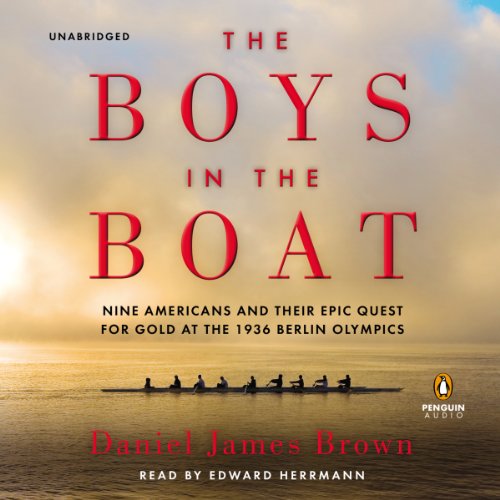 UNABRIDGED
THE
BOYS
IN THE
BOAT
NINE AMERICANS AND THEIR EPIC QUEST
FOR GOLD AT THE 1936 BERLIN OLYMPICS
PENGUIN
AUDIO
Daniel James Brown
READ BY EDWARD HERRMANN